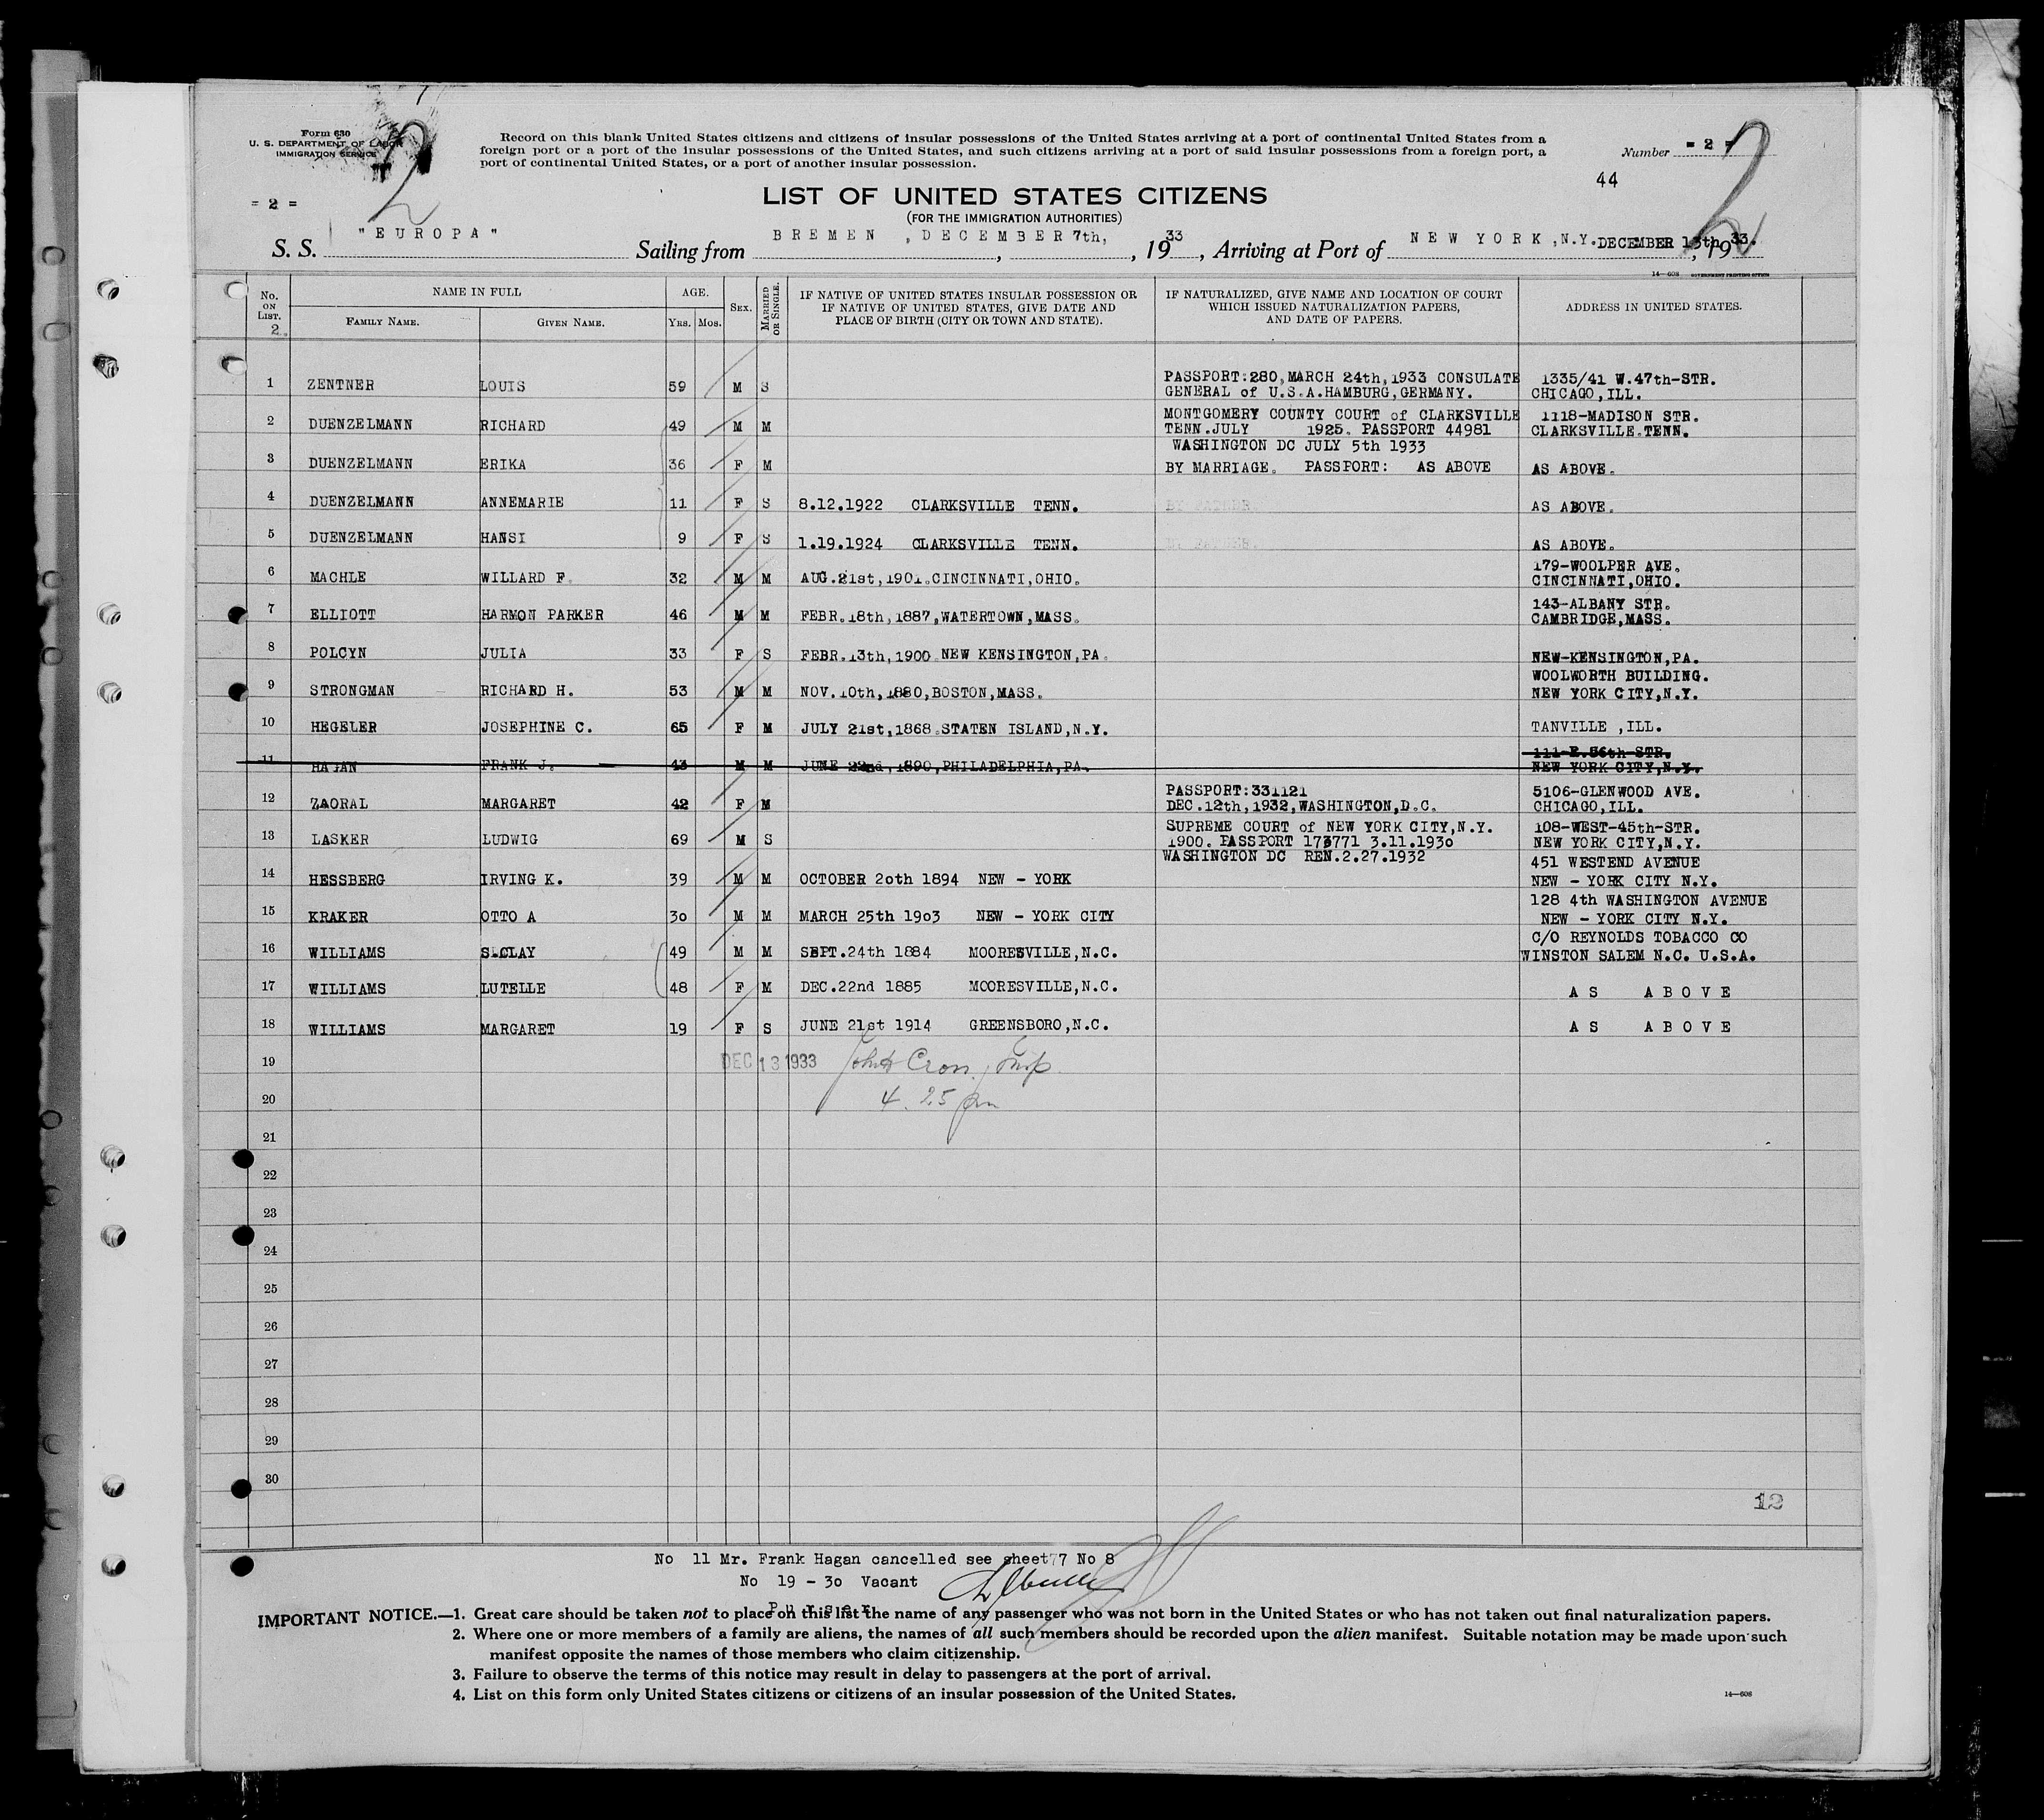 Form 630
U. S. DEPARTMENT OF LABOR
IMMIGRATION SERVICE
2
Record on this blank United States citizens and citizens of insular possessions of the United States arriving at a port of continental United States from a
foreign port or a port of the insular possessions of the United States, and such citizens arriving at a port of said insular possessions from a foreign port, a
port of continental United States, or a port of another insular possession.
Number = 2 =
2
44
LIST OF UNITED STATES CITIZENS
(FOR THE IMMIGRATION AUTHORITIES)
= 2 =
S. S. "EUROPA" Sailing from BREMEN , DECEMBER 7th, , 1933 , Arriving at Port of NEW YORK,N.Y. DECEMBER 13th , 1933.
14—608 GOVERNMENT PRINTING OFFICE
No. ON LIST. 2 NAME IN FULL FAMILY NAME. GIVEN NAME. AGE. Yrs. Mos. SEX. MARRIED OR SINGLE. IF NATIVE OF UNITED STATES INSULAR POSSESSION OR IF NATIVE OF UNITED STATES, GIVE DATE AND PLACE OF BIRTH (CITY OR TOWN AND STATE). IF NATURALIZED, GIVE NAME AND LOCATION OF COURT WHICH ISSUED NATURALIZATION PAPERS, AND DATE OF PAPERS. ADDRESS IN UNITED STATES.
1 ZENTNER LOUIS 59 M S PASSPORT:280,MARCH 24th,1933 CONSULATE 1335/41 W.47th-STR.
GENERAL of U.S.A.HAMBURG,GERMANY. CHICAGO,ILL.
2 DUENZELMANN RICHARD 49 M M MONTGOMERY COUNTY COURT of CLARKSVILLE 1118-MADISON STR.
TENN.JULY 1925. PASSPORT 44981 CLARKSVILLE.TENN.
WASHINGTON DC JULY 5th 1933
3 DUENZELMANN ERIKA 36 F M BY MARRIAGE. PASSPORT: AS ABOVE AS ABOVE.
4 DUENZELMANN ANNEMARIE 11 F S 8.12.1922 CLARKSVILLE TENN. AS ABOVE.
5 DUENZELMANN HANSI 9 F S 1.19.1924 CLARKSVILLE TENN. AS ABOVE.
6 MACHLE WILLARD F. 32 M M AUG.21st,1901.CINCINNATI,OHIO. 179-WOOLPER AVE.
CINCINNATI,OHIO.
7 ELLIOTT HARMON PARKER 46 M M FEBR.18th,1887,WATERTOWN,MASS. 143-ALBANY STR.
CAMBRIDGE,MASS.
8 POLCYN JULIA 33 F S FEBR.13th,1900.NEW KENSINGTON,PA. NEW-KENSINGTON,PA.
9 STRONGMAN RICHARD H. 53 M M NOV.10th,1880,BOSTON,MASS. WOOLWORTH BUILDING.
NEW YORK CITY,N.Y.
10 HEGELER JOSEPHINE C. 65 F M JULY 21st,1868.STATEN ISLAND,N.Y. TANVILLE ,ILL.
11 HAGAN FRANK J. 43 M M JUNE 22nd,1890,PHILADELPHIA,PA. 111-E.56th-STR.
NEW YORK CITY,N.Y.
12 ZAORAL MARGARET 42 F M PASSPORT:331121 5106-GLENWOOD AVE.
DEC.12th,1932,WASHINGTON,D.C. CHICAGO,ILL.
13 LASKER LUDWIG 69 M S SUPREME COURT of NEW YORK CITY,N.Y. 108-WEST-45th-STR.
1900. PASSPORT 173771 3.11.1930 NEW YORK CITY,N.Y.
WASHINGTON DC REN.2.27.1932
14 HESSBERG IRVING K. 39 M M OCTOBER 20th 1894 NEW - YORK 451 WESTEND AVENUE
NEW - YORK CITY N.Y.
15 KRAKER OTTO A 30 M M MARCH 25th 1903 NEW - YORK CITY 128 4th WASHINGTON AVENUE
NEW - YORK CITY N.Y.
16 WILLIAMS S.CLAY 49 M M SEPT.24th 1884 MOORESVILLE,N.C. C/O REYNOLDS TOBACCO CO
WINSTON SALEM N.C. U.S.A.
17 WILLIAMS LUTELLE 48 F M DEC.22nd 1885 MOORESVILLE,N.C. AS ABOVE
18 WILLIAMS MARGARET 19 F S JUNE 21st 1914 GREENSBORO,N.C. AS ABOVE
19 DEC 13 1933 Cross
20 4.25 pm
21
22
23
24
25
26
27
28
29
30
12
No 11 Mr. Frank Hagan cancelled see sheet 7 No 8
No 19 - 30 Vacant
Purser
IMPORTANT NOTICE.—1. Great care should be taken not to place on this list the name of any passenger who was not born in the United States or who has not taken out final naturalization papers.
2. Where one or more members of a family are aliens, the names of all such members should be recorded upon the alien manifest. Suitable notation may be made upon such
manifest opposite the names of those members who claim citizenship.
3. Failure to observe the terms of this notice may result in delay to passengers at the port of arrival.
4. List on this form only United States citizens or citizens of an insular possession of the United States.
14—608